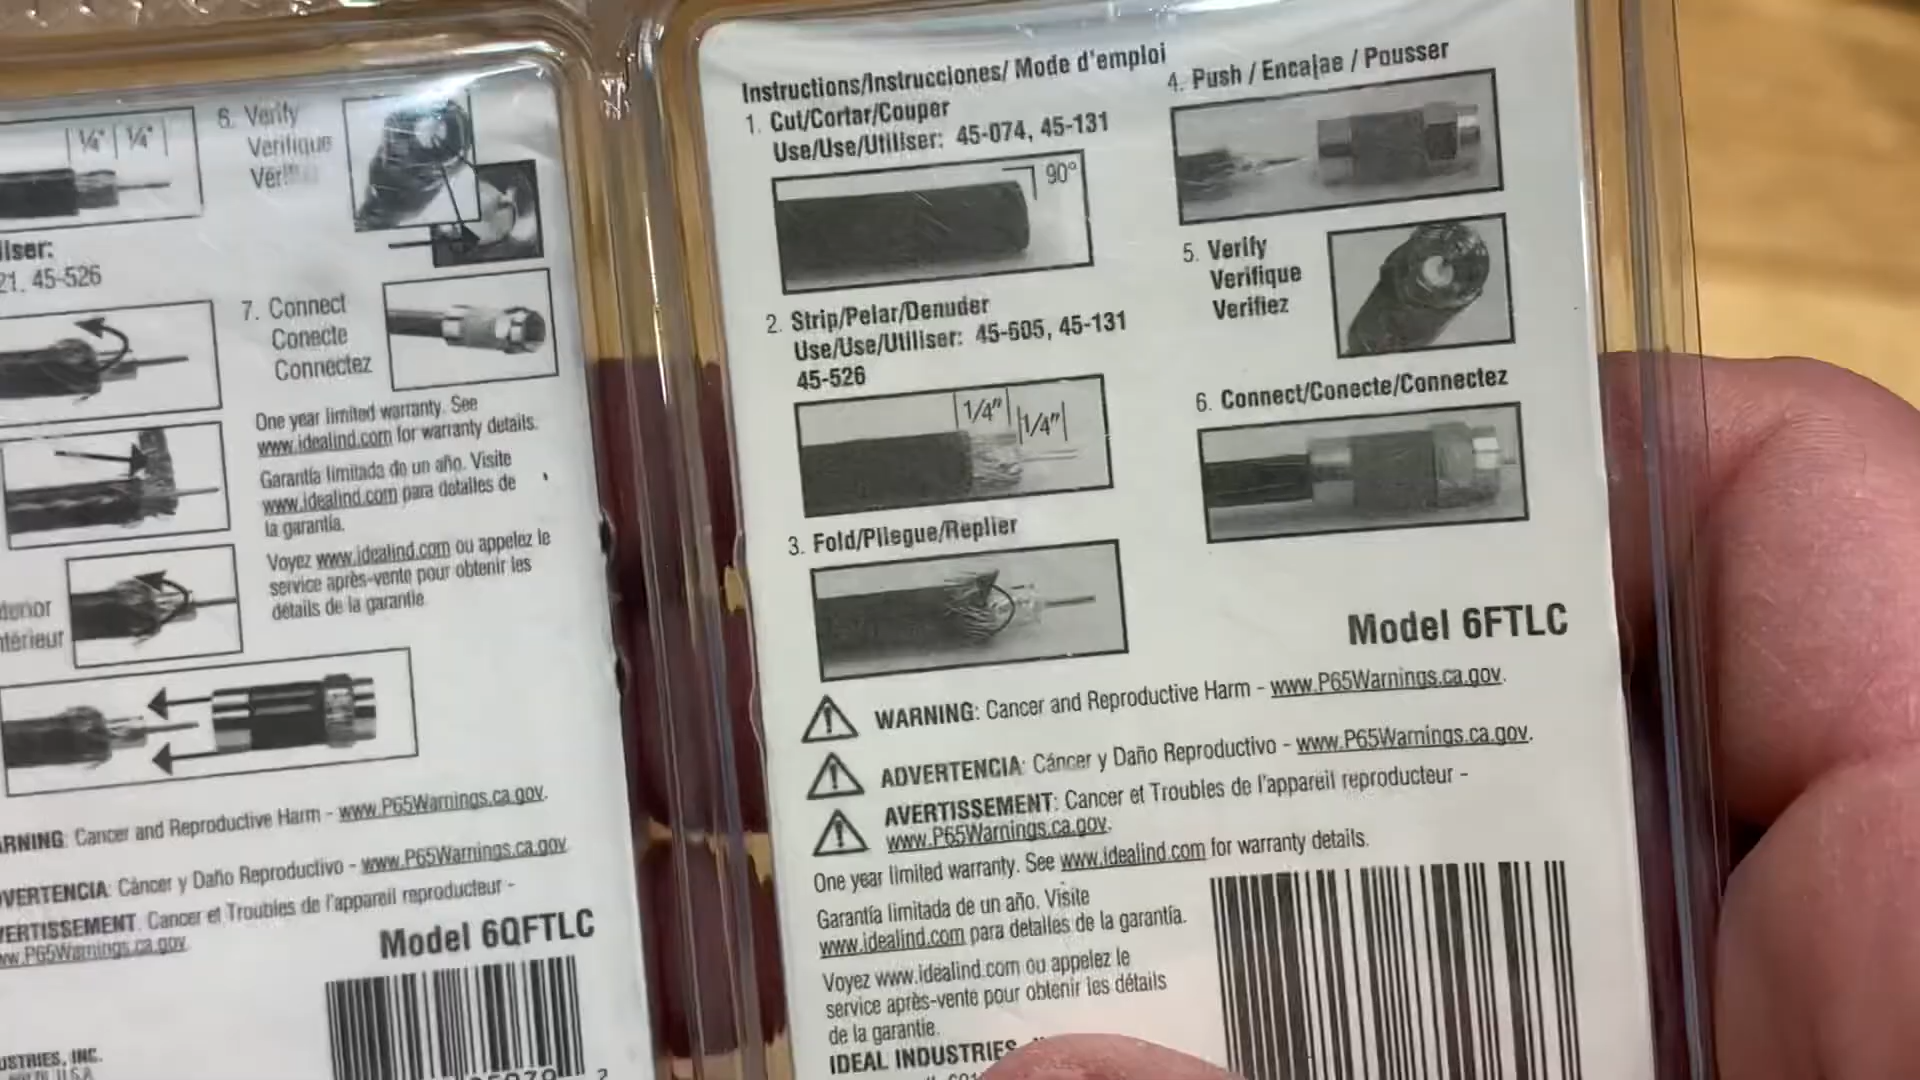 1/4" 1/4"
6. Verify
Verifique
45-526
7. Connect
Conecte
Connectez
One year limited warranty. See
www.idealind.com for warranty details.
Garantía limitada de un año. Visite
www.idealind.com para detalles de
la garantía.
Voyez www.idealind.com ou appelez le
service après-vente pour obtenir les
détails de la garantie
Cancer and Reproductive Harm - www.P65Warnings.ca.gov.
Cáncer y Daño Reproductivo - www.P65Warnings.ca.gov
Cancer et Troubles de l'appareil reproducteur -
www.P65Warnings.ca.gov
Model 6QFTLC
INC.
U.S.A.
Instructions/Instrucciones/ Mode d'emploi
1. Cut/Cortar/Couper
Use/Use/Utiliser: 45-074, 45-131
90°
2. Strip/Pelar/Denuder
Use/Use/Utiliser: 45-605, 45-131
45-526
1/4" 1/4"
3. Fold/Pliegue/Replier
4. Push / Encajae / Pousser
5. Verify
Verifique
Verifiez
6. Connect/Conecte/Connectez
Model 6FTLC
WARNING: Cancer and Reproductive Harm - www.P65Warnings.ca.gov.
ADVERTENCIA: Cáncer y Daño Reproductivo - www.P65Warnings.ca.gov.
AVERTISSEMENT: Cancer et Troubles de l'appareil reproducteur -
www.P65Warnings.ca.gov.
One year limited warranty. See www.idealind.com for warranty details.
Garantía limitada de un año. Visite
www.idealind.com para detalles de la garantía.
Voyez www.idealind.com ou appelez le
service après-vente pour obtenir les détails
de la garantie.
IDEAL INDUSTRIES